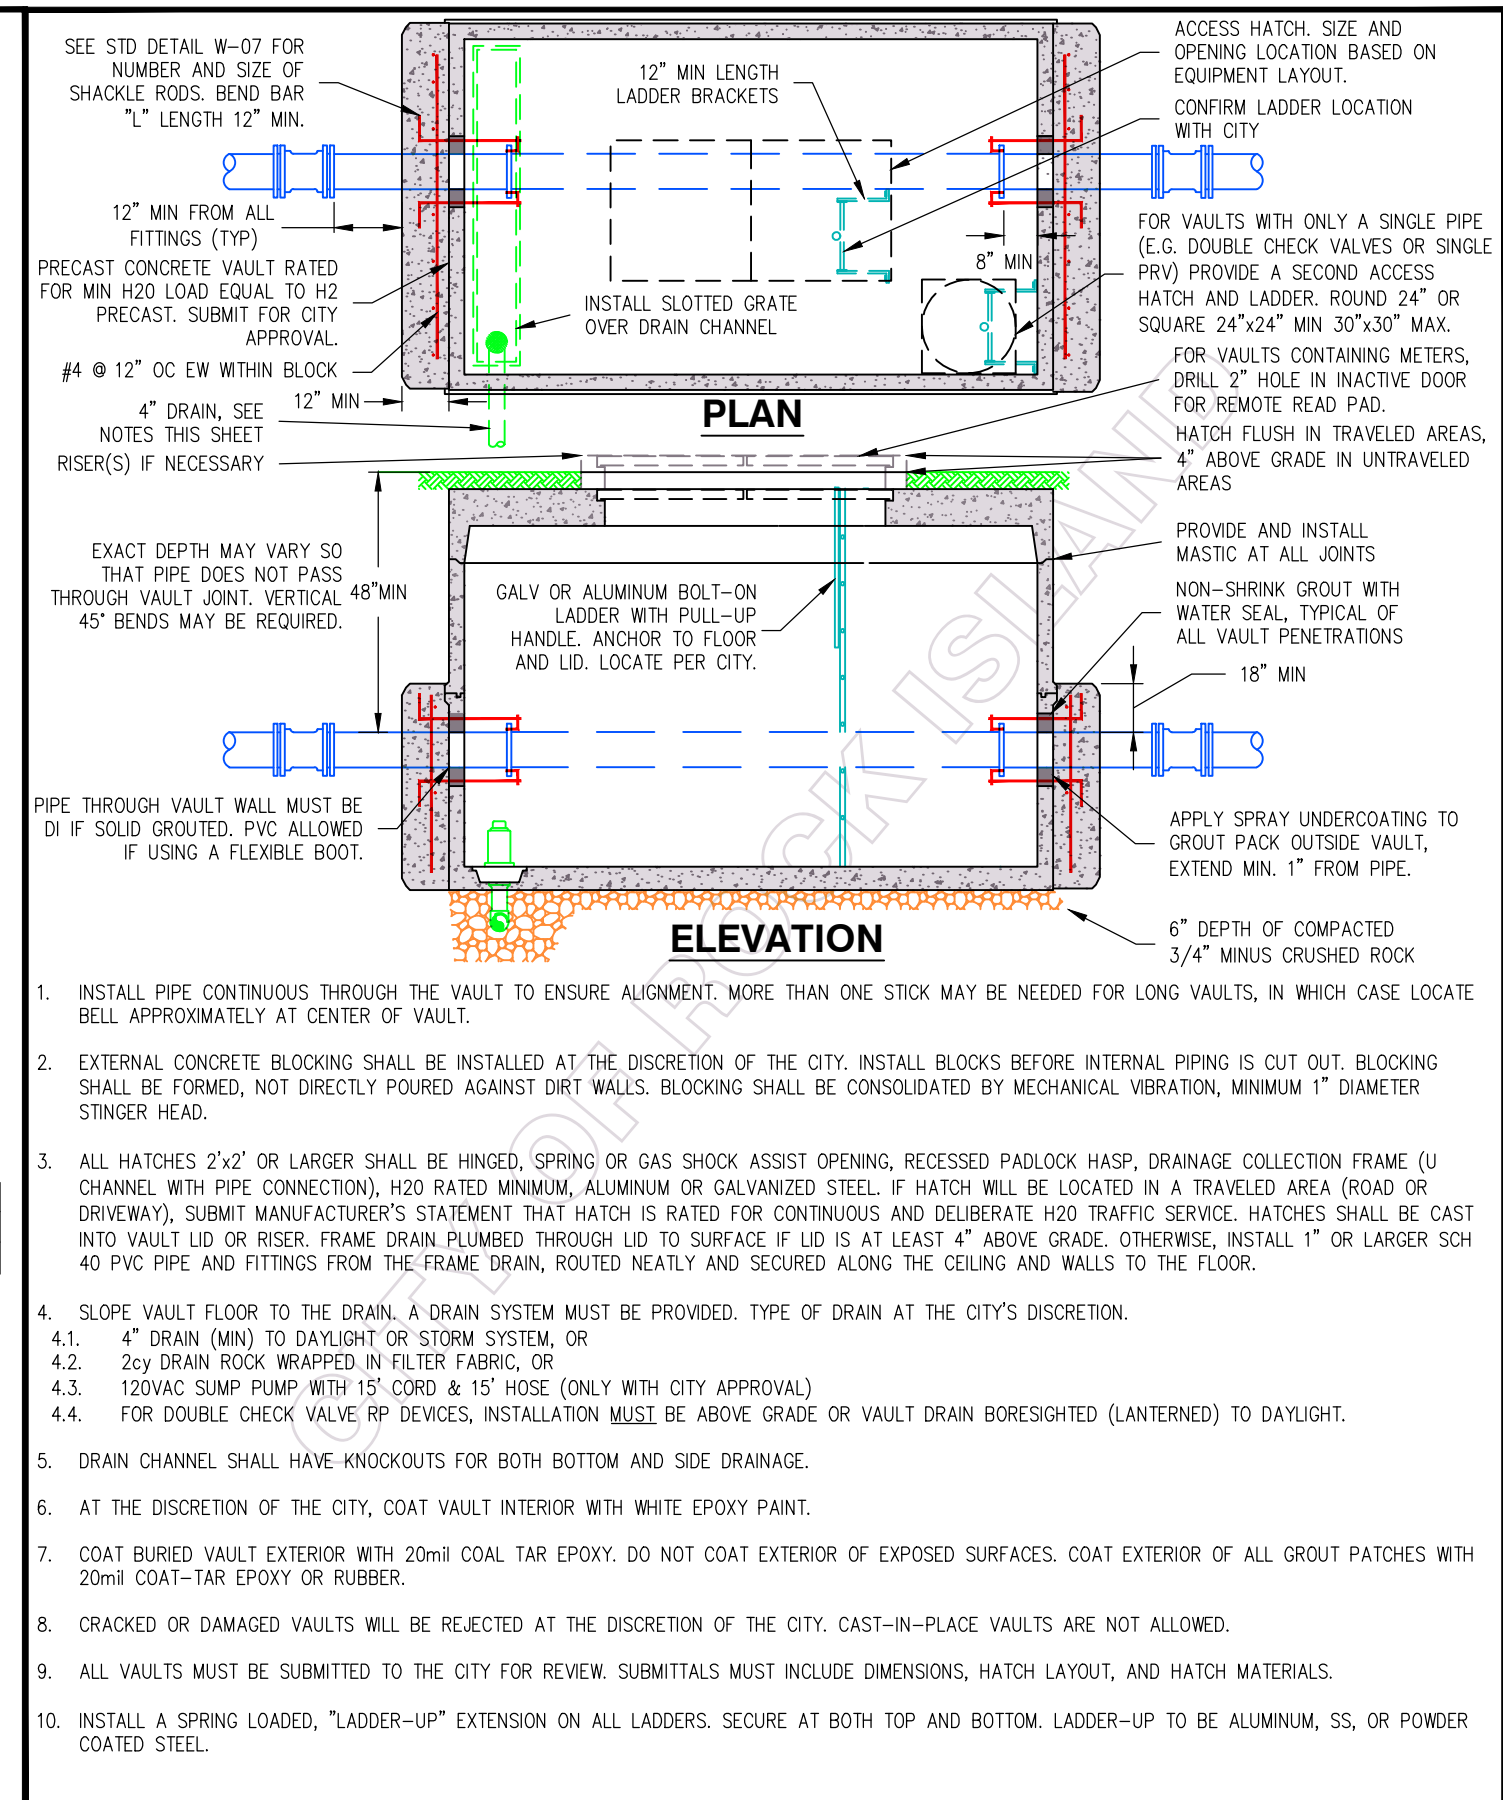 SEE STD DETAIL W-07 FOR
NUMBER AND SIZE OF
SHACKLE RODS. BEND BAR
"L" LENGTH 12" MIN.
12" MIN LENGTH
LADDER BRACKETS
ACCESS HATCH. SIZE AND
OPENING LOCATION BASED ON
EQUIPMENT LAYOUT.
CONFIRM LADDER LOCATION
WITH CITY
12" MIN FROM ALL
FITTINGS (TYP)
PRECAST CONCRETE VAULT RATED
FOR MIN H20 LOAD EQUAL TO H2
PRECAST. SUBMIT FOR CITY
APPROVAL.
#4 @ 12" OC EW WITHIN BLOCK
12" MIN
4" DRAIN, SEE
NOTES THIS SHEET
RISER(S) IF NECESSARY
INSTALL SLOTTED GRATE
OVER DRAIN CHANNEL
8" MIN
FOR VAULTS WITH ONLY A SINGLE PIPE
(E.G. DOUBLE CHECK VALVES OR SINGLE
PRV) PROVIDE A SECOND ACCESS
HATCH AND LADDER. ROUND 24" OR
SQUARE 24"x24" MIN 30"x30" MAX.
FOR VAULTS CONTAINING METERS,
DRILL 2" HOLE IN INACTIVE DOOR
FOR REMOTE READ PAD.
PLAN
HATCH FLUSH IN TRAVELED AREAS,
4" ABOVE GRADE IN UNTRAVELED
AREAS
EXACT DEPTH MAY VARY SO
THAT PIPE DOES NOT PASS
THROUGH VAULT JOINT. VERTICAL
45° BENDS MAY BE REQUIRED.
48"MIN
GALV OR ALUMINUM BOLT-ON
LADDER WITH PULL-UP
HANDLE. ANCHOR TO FLOOR
AND LID. LOCATE PER CITY.
PROVIDE AND INSTALL
MASTIC AT ALL JOINTS
NON-SHRINK GROUT WITH
WATER SEAL, TYPICAL OF
ALL VAULT PENETRATIONS
18" MIN
PIPE THROUGH VAULT WALL MUST BE
DI IF SOLID GROUTED. PVC ALLOWED
IF USING A FLEXIBLE BOOT.
APPLY SPRAY UNDERCOATING TO
GROUT PACK OUTSIDE VAULT,
EXTEND MIN. 1" FROM PIPE.
ELEVATION
6" DEPTH OF COMPACTED
3/4" MINUS CRUSHED ROCK
CITY OF ROCK ISLAND
1. INSTALL PIPE CONTINUOUS THROUGH THE VAULT TO ENSURE ALIGNMENT. MORE THAN ONE STICK MAY BE NEEDED FOR LONG VAULTS, IN WHICH CASE LOCATE
BELL APPROXIMATELY AT CENTER OF VAULT.
2. EXTERNAL CONCRETE BLOCKING SHALL BE INSTALLED AT THE DISCRETION OF THE CITY. INSTALL BLOCKS BEFORE INTERNAL PIPING IS CUT OUT. BLOCKING
SHALL BE FORMED, NOT DIRECTLY POURED AGAINST DIRT WALLS. BLOCKING SHALL BE CONSOLIDATED BY MECHANICAL VIBRATION, MINIMUM 1" DIAMETER
STINGER HEAD.
3. ALL HATCHES 2'x2' OR LARGER SHALL BE HINGED, SPRING OR GAS SHOCK ASSIST OPENING, RECESSED PADLOCK HASP, DRAINAGE COLLECTION FRAME (U
CHANNEL WITH PIPE CONNECTION), H20 RATED MINIMUM, ALUMINUM OR GALVANIZED STEEL. IF HATCH WILL BE LOCATED IN A TRAVELED AREA (ROAD OR
DRIVEWAY), SUBMIT MANUFACTURER'S STATEMENT THAT HATCH IS RATED FOR CONTINUOUS AND DELIBERATE H20 TRAFFIC SERVICE. HATCHES SHALL BE CAST
INTO VAULT LID OR RISER. FRAME DRAIN PLUMBED THROUGH LID TO SURFACE IF LID IS AT LEAST 4" ABOVE GRADE. OTHERWISE, INSTALL 1" OR LARGER SCH
40 PVC PIPE AND FITTINGS FROM THE FRAME DRAIN, ROUTED NEATLY AND SECURED ALONG THE CEILING AND WALLS TO THE FLOOR.
4. SLOPE VAULT FLOOR TO THE DRAIN. A DRAIN SYSTEM MUST BE PROVIDED. TYPE OF DRAIN AT THE CITY'S DISCRETION.
4.1. 4" DRAIN (MIN) TO DAYLIGHT OR STORM SYSTEM, OR
4.2. 2cy DRAIN ROCK WRAPPED IN FILTER FABRIC, OR
4.3. 120VAC SUMP PUMP WITH 15' CORD & 15' HOSE (ONLY WITH CITY APPROVAL)
4.4. FOR DOUBLE CHECK VALVE RP DEVICES, INSTALLATION MUST BE ABOVE GRADE OR VAULT DRAIN BORESIGHTED (LANTERNED) TO DAYLIGHT.
5. DRAIN CHANNEL SHALL HAVE KNOCKOUTS FOR BOTH BOTTOM AND SIDE DRAINAGE.
6. AT THE DISCRETION OF THE CITY, COAT VAULT INTERIOR WITH WHITE EPOXY PAINT.
7. COAT BURIED VAULT EXTERIOR WITH 20mil COAL TAR EPOXY. DO NOT COAT EXTERIOR OF EXPOSED SURFACES. COAT EXTERIOR OF ALL GROUT PATCHES WITH
20mil COAT-TAR EPOXY OR RUBBER.
8. CRACKED OR DAMAGED VAULTS WILL BE REJECTED AT THE DISCRETION OF THE CITY. CAST-IN-PLACE VAULTS ARE NOT ALLOWED.
9. ALL VAULTS MUST BE SUBMITTED TO THE CITY FOR REVIEW. SUBMITTALS MUST INCLUDE DIMENSIONS, HATCH LAYOUT, AND HATCH MATERIALS.
10. INSTALL A SPRING LOADED, "LADDER-UP" EXTENSION ON ALL LADDERS. SECURE AT BOTH TOP AND BOTTOM. LADDER-UP TO BE ALUMINUM, SS, OR POWDER
COATED STEEL.